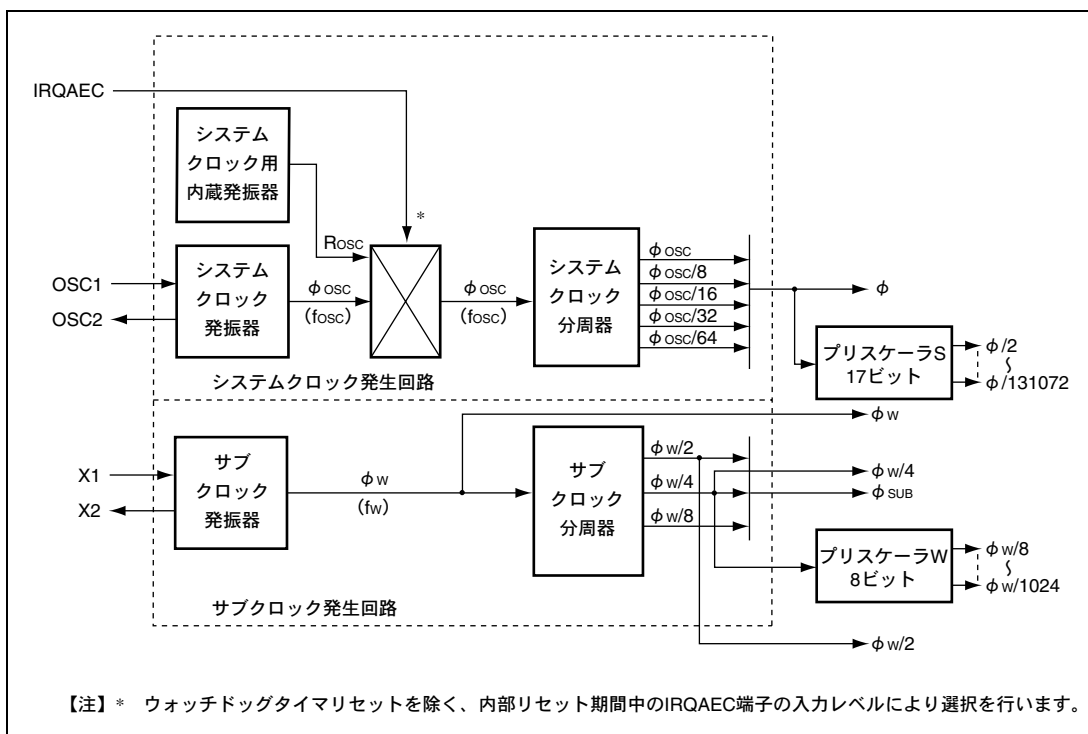 IRQAEC
システム
クロック用
内蔵発振器
*
ROSC
OSC1
OSC2
システム
クロック
発振器
φOSC
(fOSC)
φOSC
(fOSC)
システム
クロック
分周器
φOSC
φOSC/8
φOSC/16
φOSC/32
φOSC/64
φ
プリスケーラS
17ビット
φ/2
〜
φ/131072
システムクロック発生回路
φW
X1
X2
サブ
クロック
発振器
φW
(fW)
サブ
クロック
分周器
φW/2
φW/4
φW/8
φW/4
φSUB
プリスケーラW
8ビット
φW/8
〜
φW/1024
サブクロック発生回路
φW/2
【注】* ウォッチドッグタイマリセットを除く、内部リセット期間中のIRQAEC端子の入力レベルにより選択を行います。